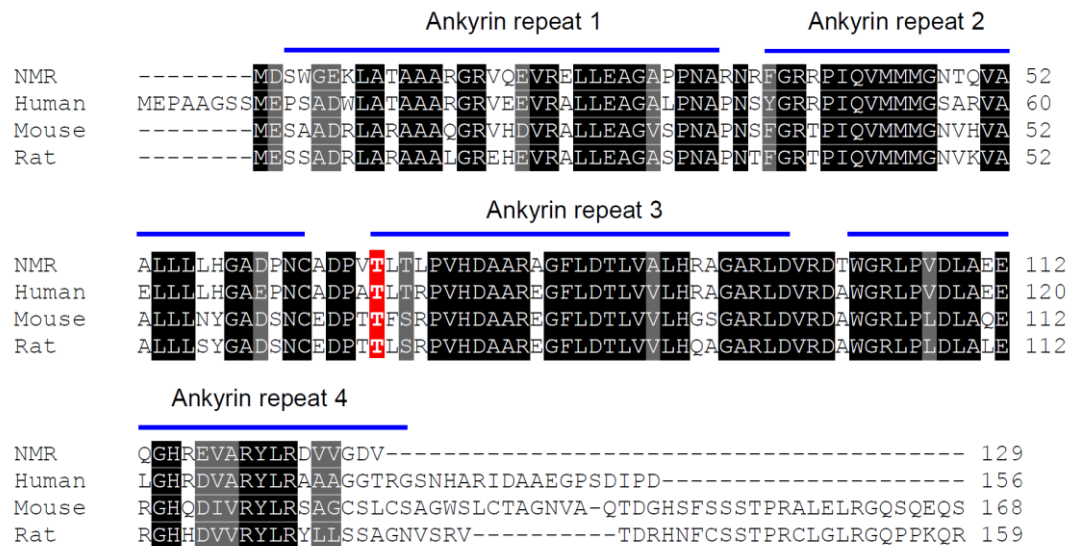 Ankyrin repeat 1 Ankyrin repeat 2
NMR --------MDSWGEKLATAAARGRVQEVRELLEAGAPPNARNRFGRRPIQVMMMGNTQVA 52
Human MEPAAGSSMEPSADWLATAAARGRVEEVRALLEAGALPNAPNSYGRRPIQVMMMGSARVA 60
Mouse --------MESAADRLARAAAQGRVHDVRALLEAGVSPNAPNSFGRTPIQVMMMGNVHVA 52
Rat --------MESSADRLARAAALGREHEVRALLEAGASPNAPNTFGRTPIQVMMMGNVKVA 52
Ankyrin repeat 3
NMR ALLLLHGADPNCADPVTLTLPVHDAARAGFLDTLVALHRAGARLDVRDTWGRLPVDLAEE 112
Human ELLLLHGAEPNCADPATLTRPVHDAAREGFLDTLVVLHRAGARLDVRDAWGRLPVDLAEE 120
Mouse ALLLNYGADSNCEDPTTFSRPVHDAAREGFLDTLVVLHGSGARLDVRDAWGRLPLDLAQE 112
Rat ALLLSYGADSNCEDPTTLSRPVHDAAREGFLDTLVVLHQAGARLDVRDAWGRLPLDLALE 112
Ankyrin repeat 4
NMR QGHREVARYLRDVVGDV---------------------------------------- 129
Human LGHRDVARYLRAAAGGTRGSNHARIDAAEGPSDIPD--------------------- 156
Mouse RGHQDIVRYLRSAGCSLCSAGWSLCTAGNVA-QTDGHSFSSSTPRALELRGQSQEQS 168
Rat RGHHDVVRYLRYLLSSAGNVSRV----------TDRHNFCSSTPRCLGLRGQPPKQR 159